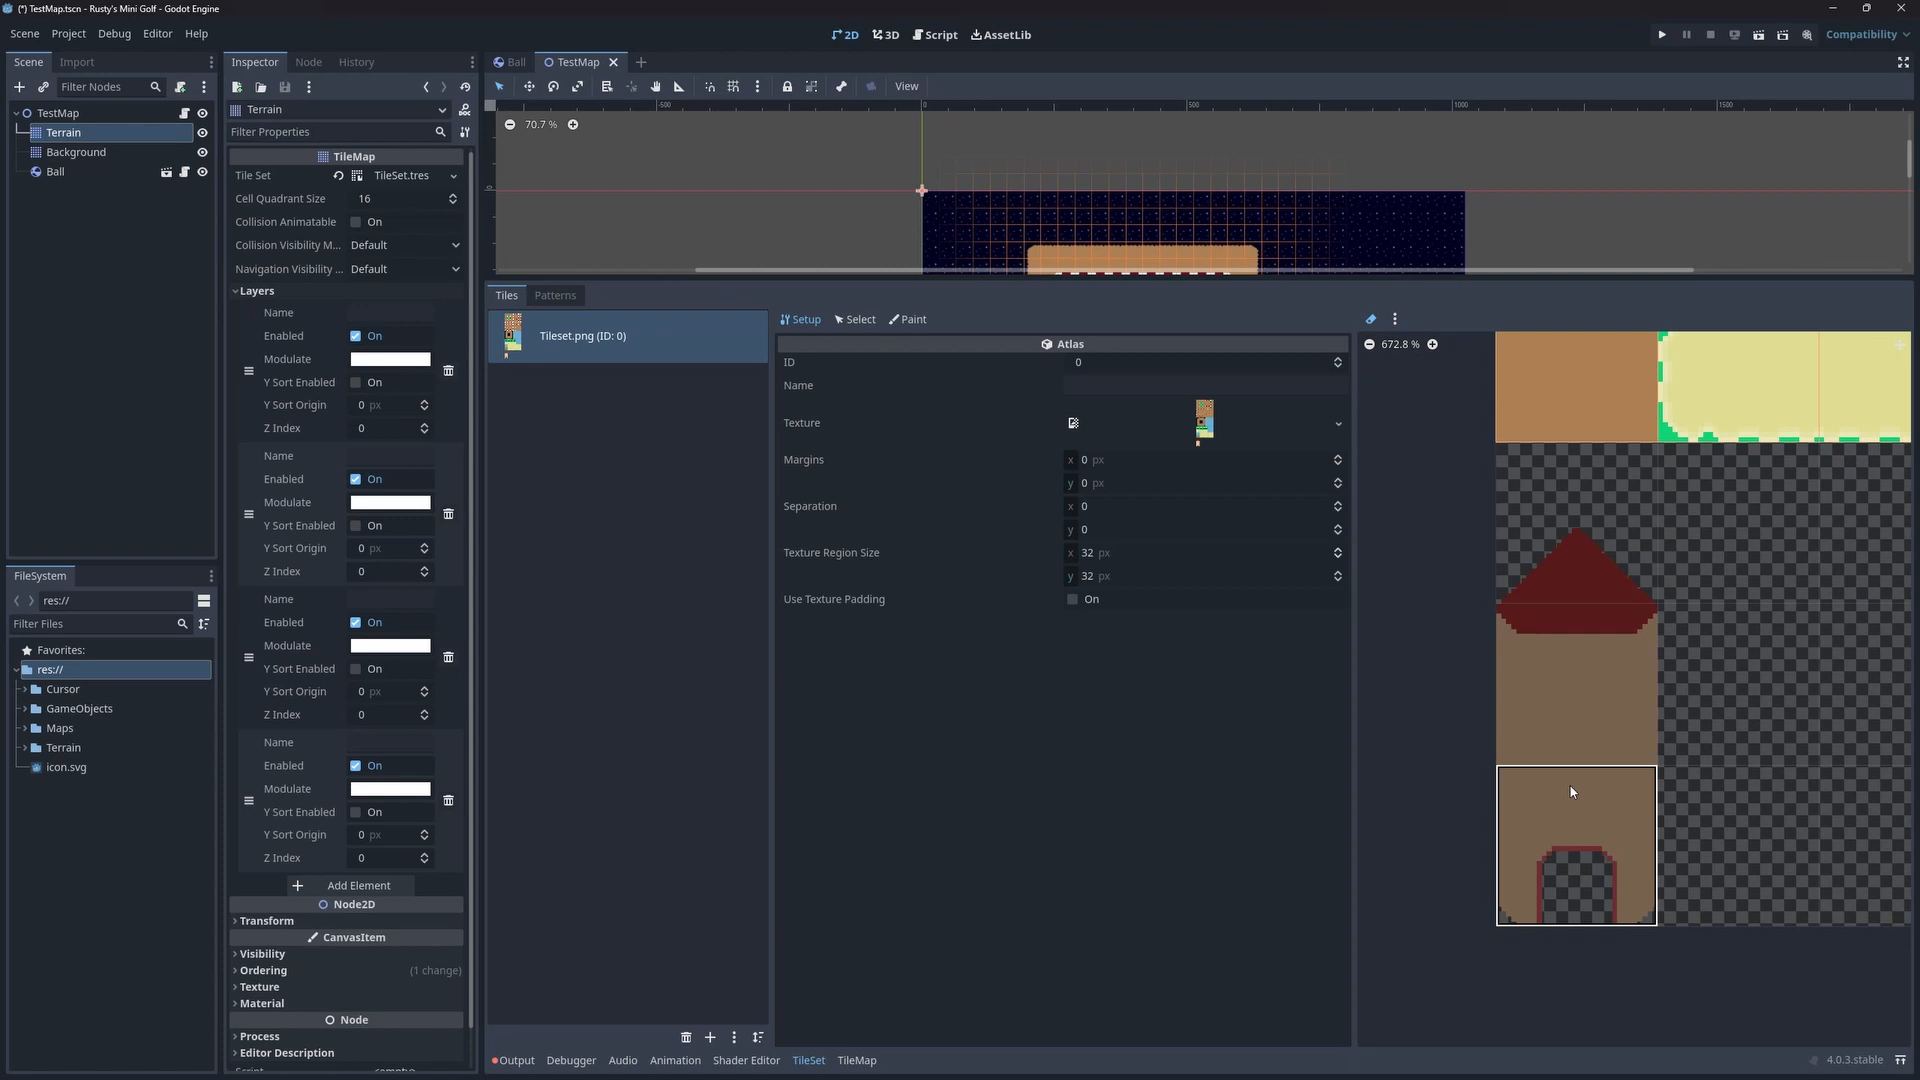 (*) TestMap.tscn - Rusty's Mini Golf - Godot Engine
Scene Project Debug Editor Help
2D 3D Script AssetLib
Compatibility
Scene Import
Filter Nodes
TestMap
Terrain
Background
Ball
Inspector Node History
Terrain
Filter Properties
TileMap
Tile Set TileSet.tres
Cell Quadrant Size 16
Collision Animatable On
Collision Visibility M... Default
Navigation Visibility ... Default
Layers
Name
Enabled On
Modulate
Y Sort Enabled On
Y Sort Origin 0 px
Z Index 0
Name
Enabled On
Modulate
Y Sort Enabled On
Y Sort Origin 0 px
Z Index 0
Name
Enabled On
Modulate
Y Sort Enabled On
Y Sort Origin 0 px
Z Index 0
Name
Enabled On
Modulate
Y Sort Enabled On
Y Sort Origin 0 px
Z Index 0
Add Element
Node2D
Transform
CanvasItem
Visibility
Ordering (1 change)
Texture
Material
Node
Process
Editor Description
FileSystem
res://
Filter Files
Favorites:
res://
Cursor
GameObjects
Maps
Terrain
icon.svg
Ball TestMap
View
-500 0 500 1000 1500
0
70.7 %
Tiles Patterns
Tileset.png (ID: 0)
Setup Select Paint
Atlas
ID 0
Name
Texture
Margins x 0 px
y 0 px
Separation x 0
y 0
Texture Region Size x 32 px
y 32 px
Use Texture Padding On
672.8 %
Output Debugger Audio Animation Shader Editor TileSet TileMap
4.0.3.stable